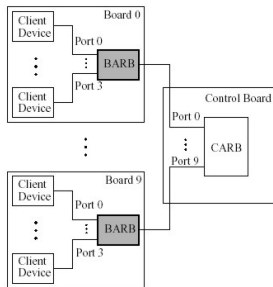 Board 0
Client
Device
Port 0
BARB
Port 3
Client
Device
Control Board
Port 0
CARB
Port 9
Board 9
Client
Device
Port 0
BARB
Port 3
Client
Device